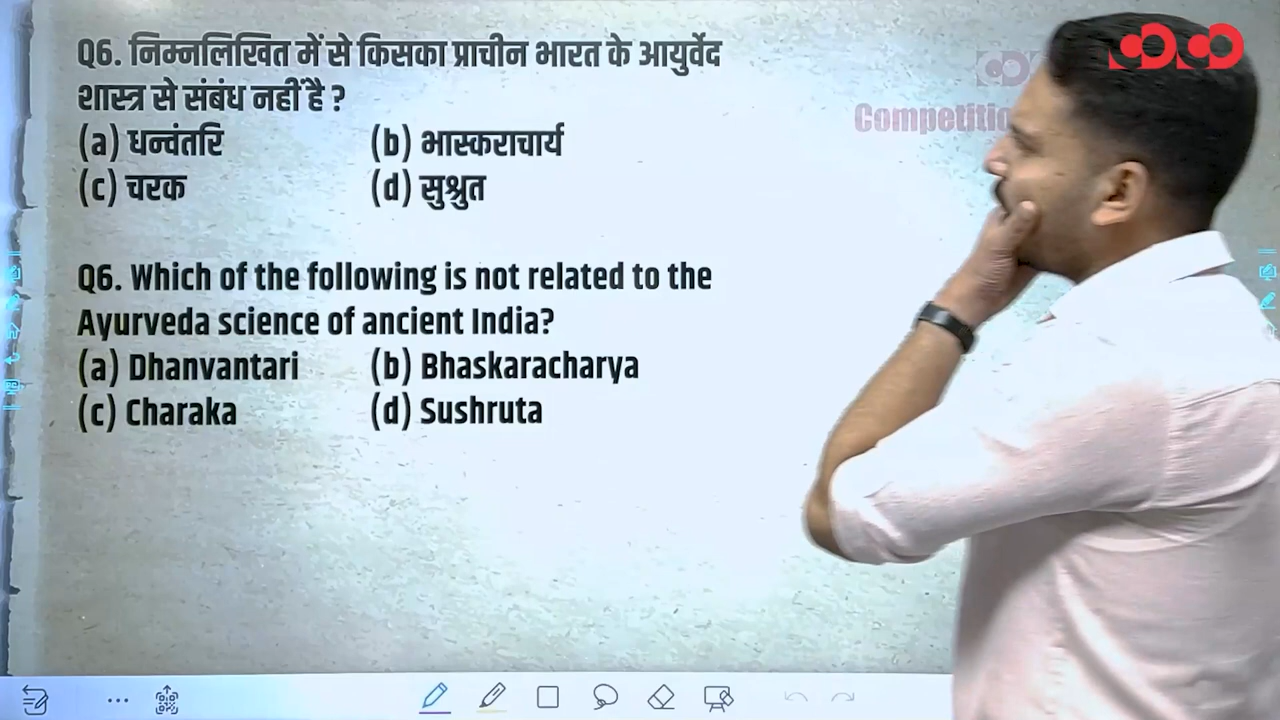 Q6. निम्नलिखित में से किसका प्राचीन भारत के आयुर्वेद
शास्त्र से संबंध नहीं है ?
(a) धन्वंतरि (b) भास्कराचार्य
(c) चरक (d) सुश्रुत
Q6. Which of the following is not related to the
Ayurveda science of ancient India?
(a) Dhanvantari (b) Bhaskaracharya
(c) Charaka (d) Sushruta